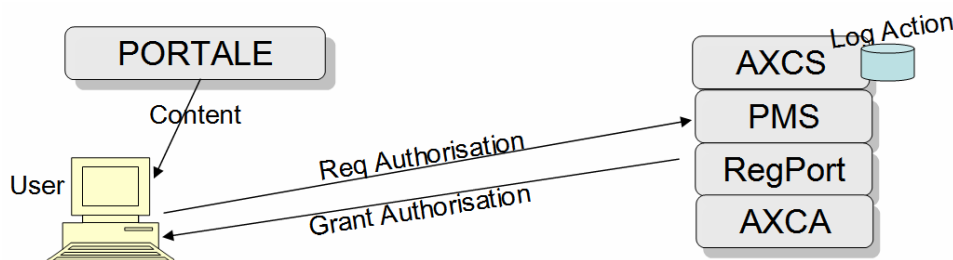 PORTALE
Log Action
AXCS
Content
PMS
Req Authorisation
User
RegPort
Grant Authorisation
AXCA